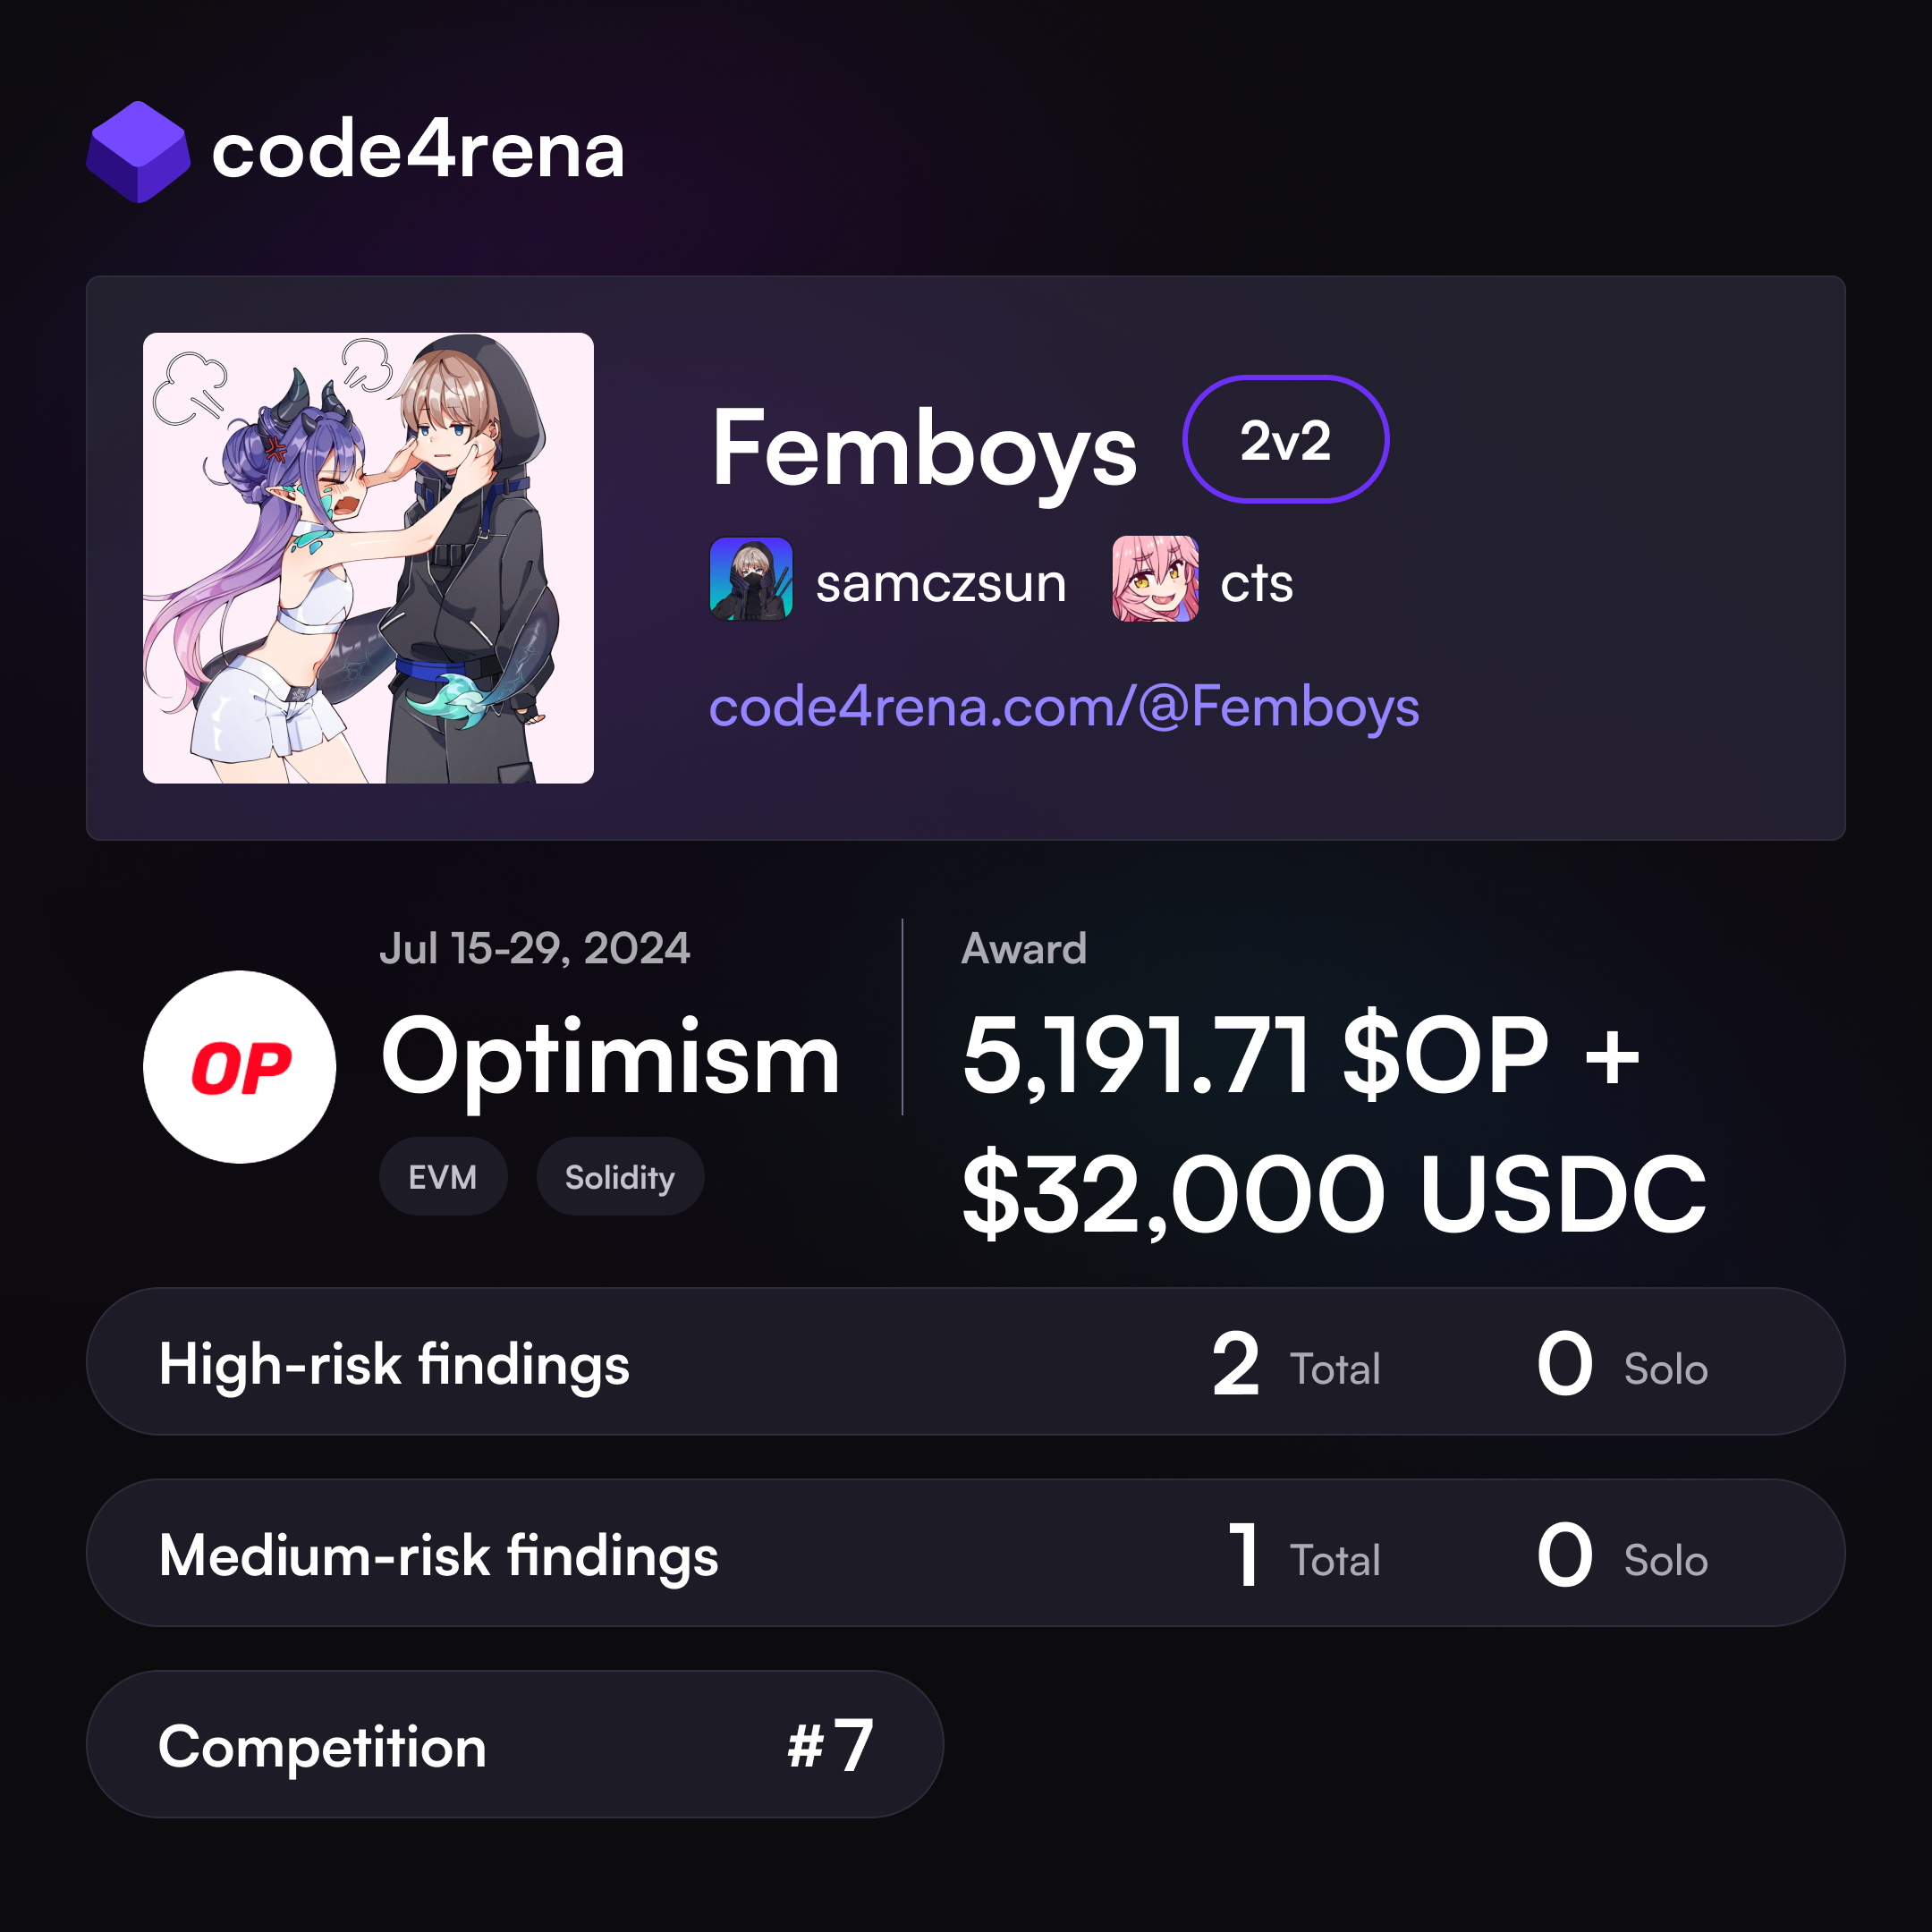 code4rena
Femboys 2v2
samczsun cts
code4rena.com/@Femboys
Jul 15-29, 2024
OP
Optimism
EVM Solidity
Award
5,191.71 $OP +
$32,000 USDC
High-risk findings 2 Total 0 Solo
Medium-risk findings 1 Total 0 Solo
Competition #7